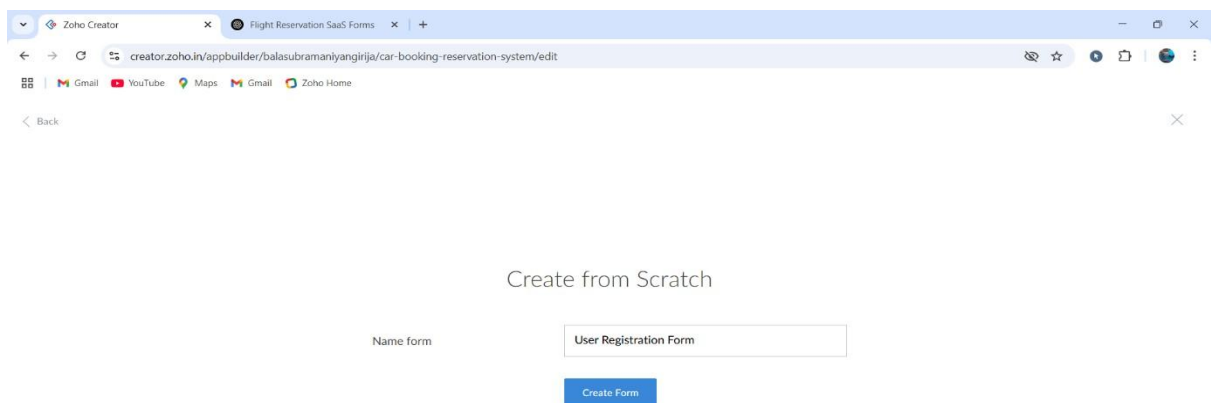 Zoho Creator
Flight Reservation SaaS Forms
creator.zoho.in/appbuilder/balasubramaniyangirija/car-booking-reservation-system/edit
Gmail YouTube Maps Gmail Zoho Home
Back
Create from Scratch
Name form User Registration Form
Create Form